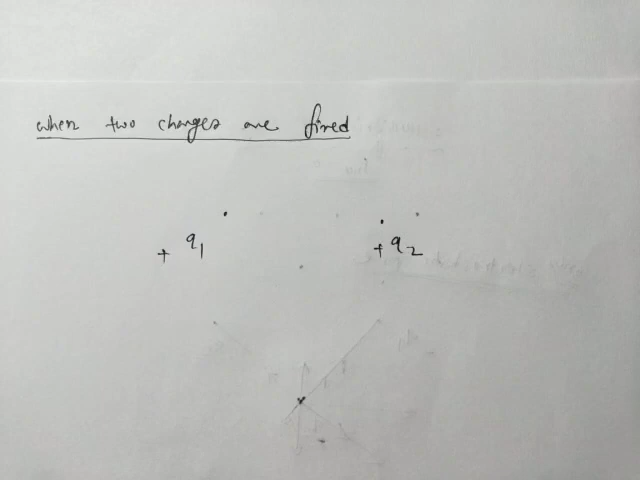 when two charges are fixed
+ q1 + q2